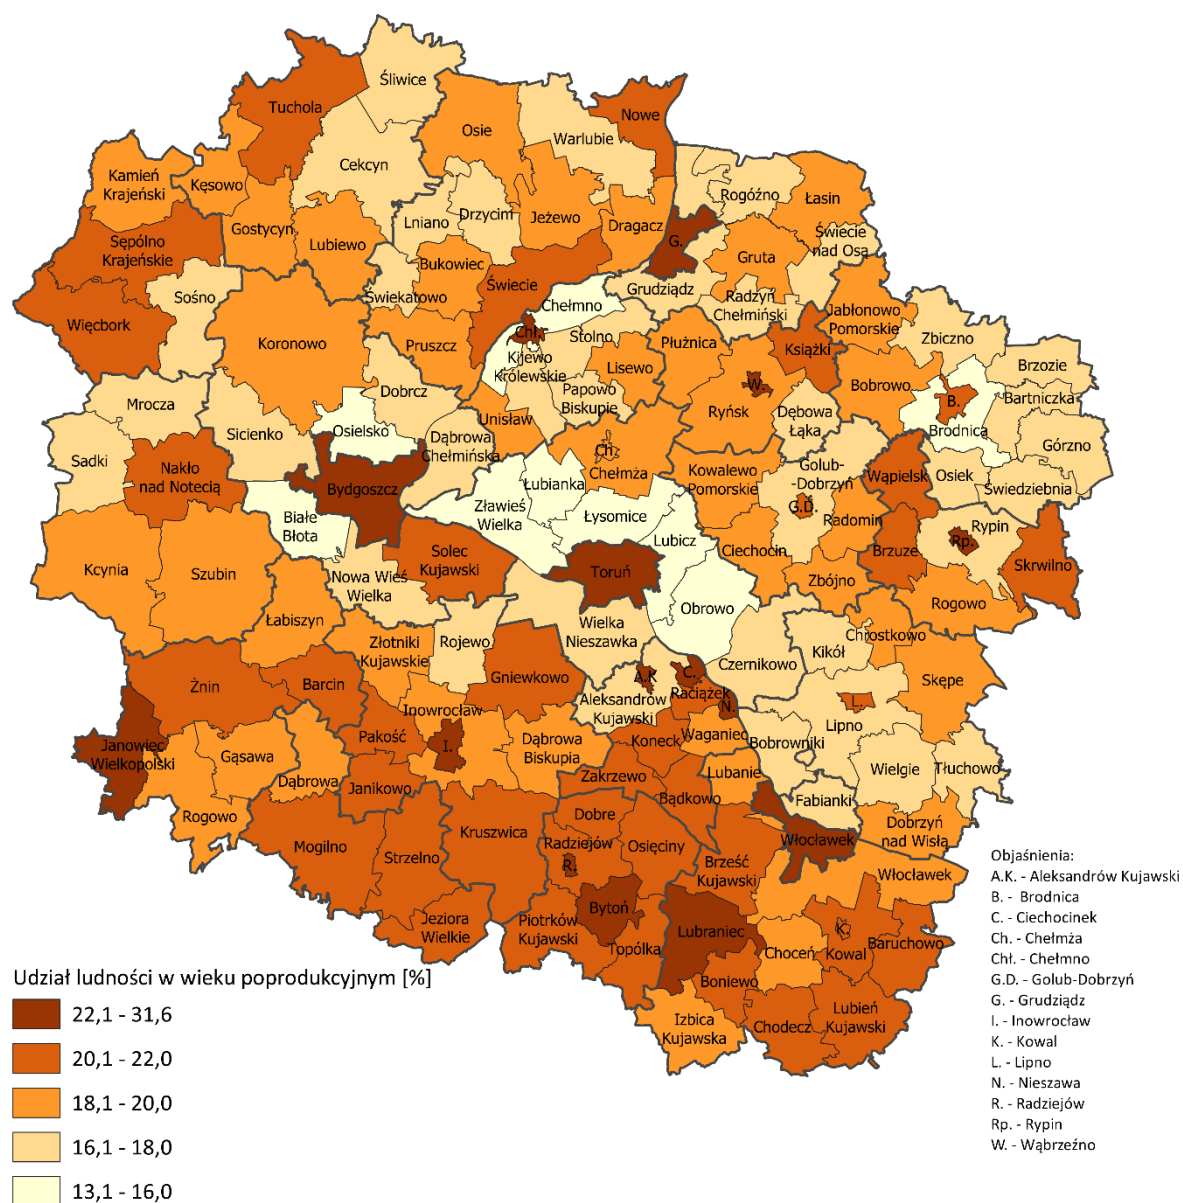 Śliwice
Tuchola
Nowe
Osie
Warlubie
Cekcyn
Kamień
Krajeński
Kęsowo
Rogóźno
Łasin
Lniano
Drzycim
Jeżewo
Dragacz
Gostycyn
Lubiewo
G.
Świecie
nad Osą
Sępólno
Krajeńskie
Bukowiec
Gruta
Świecie
Sośno
Świekatowo
Chełmno
Grudziądz
Radzyń
Chełmiński
Jabłonowo
Pomorskie
Więcbork
Koronowo
Pruszcz
Chł.
Stolno
Płużnica
Książki
Zbiczno
Kijewo
Królewskie
Lisewo
Brzozie
Dobrcz
Papowo
Biskupie
W.
Bobrowo
B.
Bartniczka
Mrocza
Unisław
Ryńsk
Dębowa
Łąka
Sicienko
Osielsko
Dąbrowa
Chełmińska
Brodnica
Górzno
Sadki
Ch.
Chełmża
Nakło
nad Notecią
Kowalewo
Pomorskie
Golub-
-Dobrzyń
Wąpielsk
Osiek
Świedziebnia
Bydgoszcz
Łubianka
Zławieś
Wielka
G.D.
Radomin
Białe
Błota
Łysomice
Lubicz
Rypin
Rp.
Solec
Kujawski
Ciechocin
Brzuze
Skrwilno
Kcynia
Szubin
Nowa Wieś
Wielka
Toruń
Zbójno
Obrowo
Rogowo
Łabiszyn
Złotniki
Kujawskie
Rojewo
Wielka
Nieszawka
Chrostkowo
Kikół
Czernikowo
Żnin
Barcin
Gniewkowo
A.K
C.
Raciążek
Skępe
Aleksandrów
Kujawski
N.
L.
Inowrocław
Lipno
Janowiec
Wielkopolski
Gąsawa
Pakość
I.
Dąbrowa
Biskupia
Koneck
Waganiec
Bobrowniki
Dąbrowa
Janikowo
Zakrzewo
Lubanie
Wielgie
Tłuchowo
Bądkowo
Fabianki
Rogowo
Kruszwica
Dobre
Dobrzyń
nad Wisłą
Mogilno
Strzelno
Radziejów
Osięciny
Włocławek
R.
Brześć
Kujawski
Włocławek
Jeziora
Wielkie
Piotrków
Kujawski
Bytoń
Lubraniec
K.
Baruchowo
Topólka
Choceń
Kowal
Boniewo
Izbica
Kujawska
Chodecz
Lubień
Kujawski
Objaśnienia:
A.K. - Aleksandrów Kujawski
B. - Brodnica
C. - Ciechocinek
Ch. - Chełmża
Chł. - Chełmno
G.D. - Golub-Dobrzyń
G. - Grudziądz
I. - Inowrocław
K. - Kowal
L. - Lipno
N. - Nieszawa
R. - Radziejów
Rp. - Rypin
W. - Wąbrzeźno
Udział ludności w wieku poprodukcyjnym [%]
22,1 - 31,6
20,1 - 22,0
18,1 - 20,0
16,1 - 18,0
13,1 - 16,0